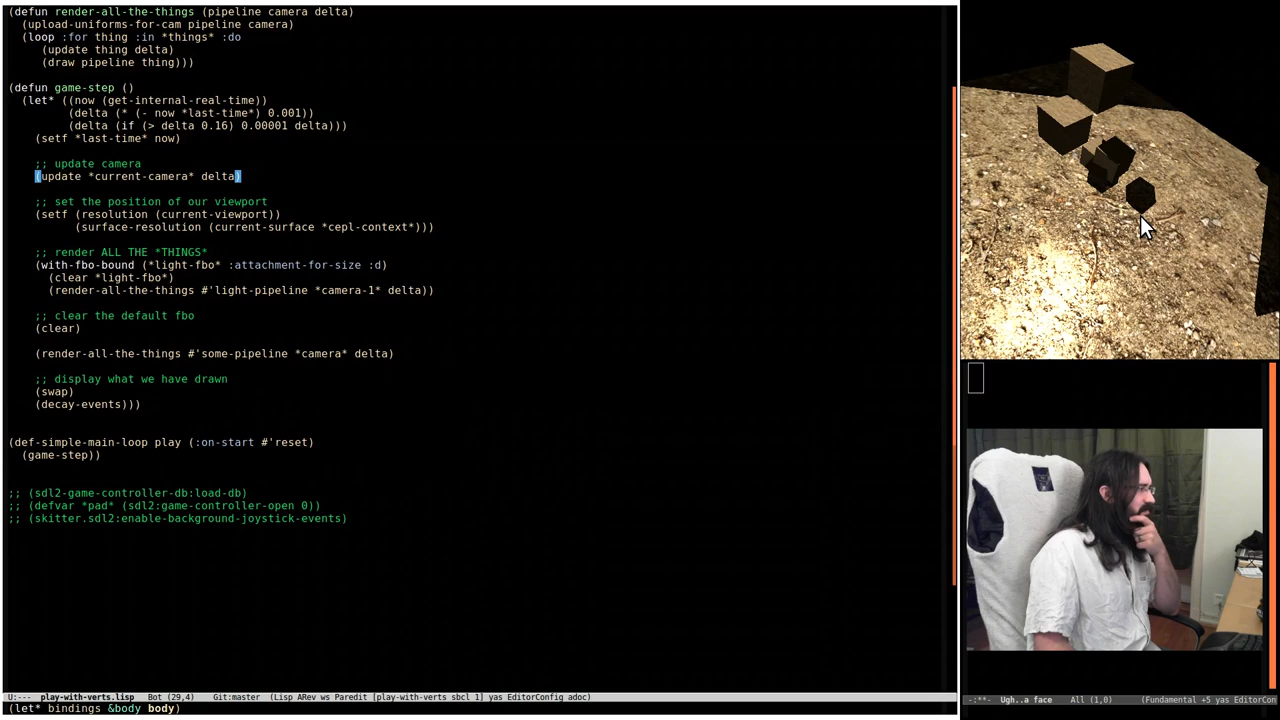 (defun render-all-the-things (pipeline camera delta)
  (upload-uniforms-for-cam pipeline camera)
  (loop :for thing :in *things* :do
     (update thing delta)
     (draw pipeline thing)))
(defun game-step ()
  (let* ((now (get-internal-real-time))
         (delta (* (- now *last-time*) 0.001))
         (delta (if (> delta 0.16) 0.00001 delta)))
    (setf *last-time* now)
    ;; update camera
    (update *current-camera* delta)
    ;; set the position of our viewport
    (setf (resolution (current-viewport))
          (surface-resolution (current-surface *cepl-context*)))
    ;; render ALL THE *THINGS*
    (with-fbo-bound (*light-fbo* :attachment-for-size :d)
      (clear *light-fbo*)
      (render-all-the-things #'light-pipeline *camera-1* delta))
    ;; clear the default fbo
    (clear)
    (render-all-the-things #'some-pipeline *camera* delta)
    ;; display what we have drawn
    (swap)
    (decay-events)))
(def-simple-main-loop play (:on-start #'reset)
  (game-step))
;; (sdl2-game-controller-db:load-db)
;; (defvar *pad* (sdl2:game-controller-open 0))
;; (skitter.sdl2:enable-background-joystick-events)
U:---  play-with-verts.lisp   Bot (29,4)    Git:master  (Lisp ARev ws Paredit [play-with-verts sbcl 1] yas EditorConfig adoc)
(let* bindings &body body)
-:**-  Ugh..a face   All (1,0)      (Fundamental +5 yas EditorCon